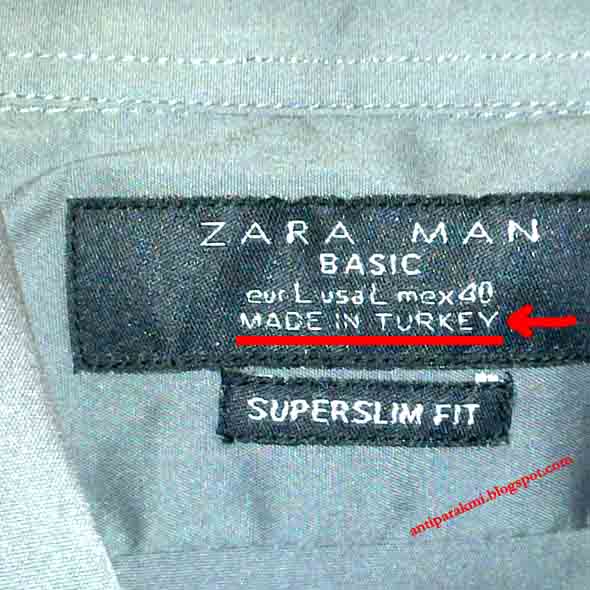 ZARA MAN
BASIC
eur L usa L mex 40
MADE IN TURKEY
SUPERSLIM FIT
antiparakmi.blogspot.com